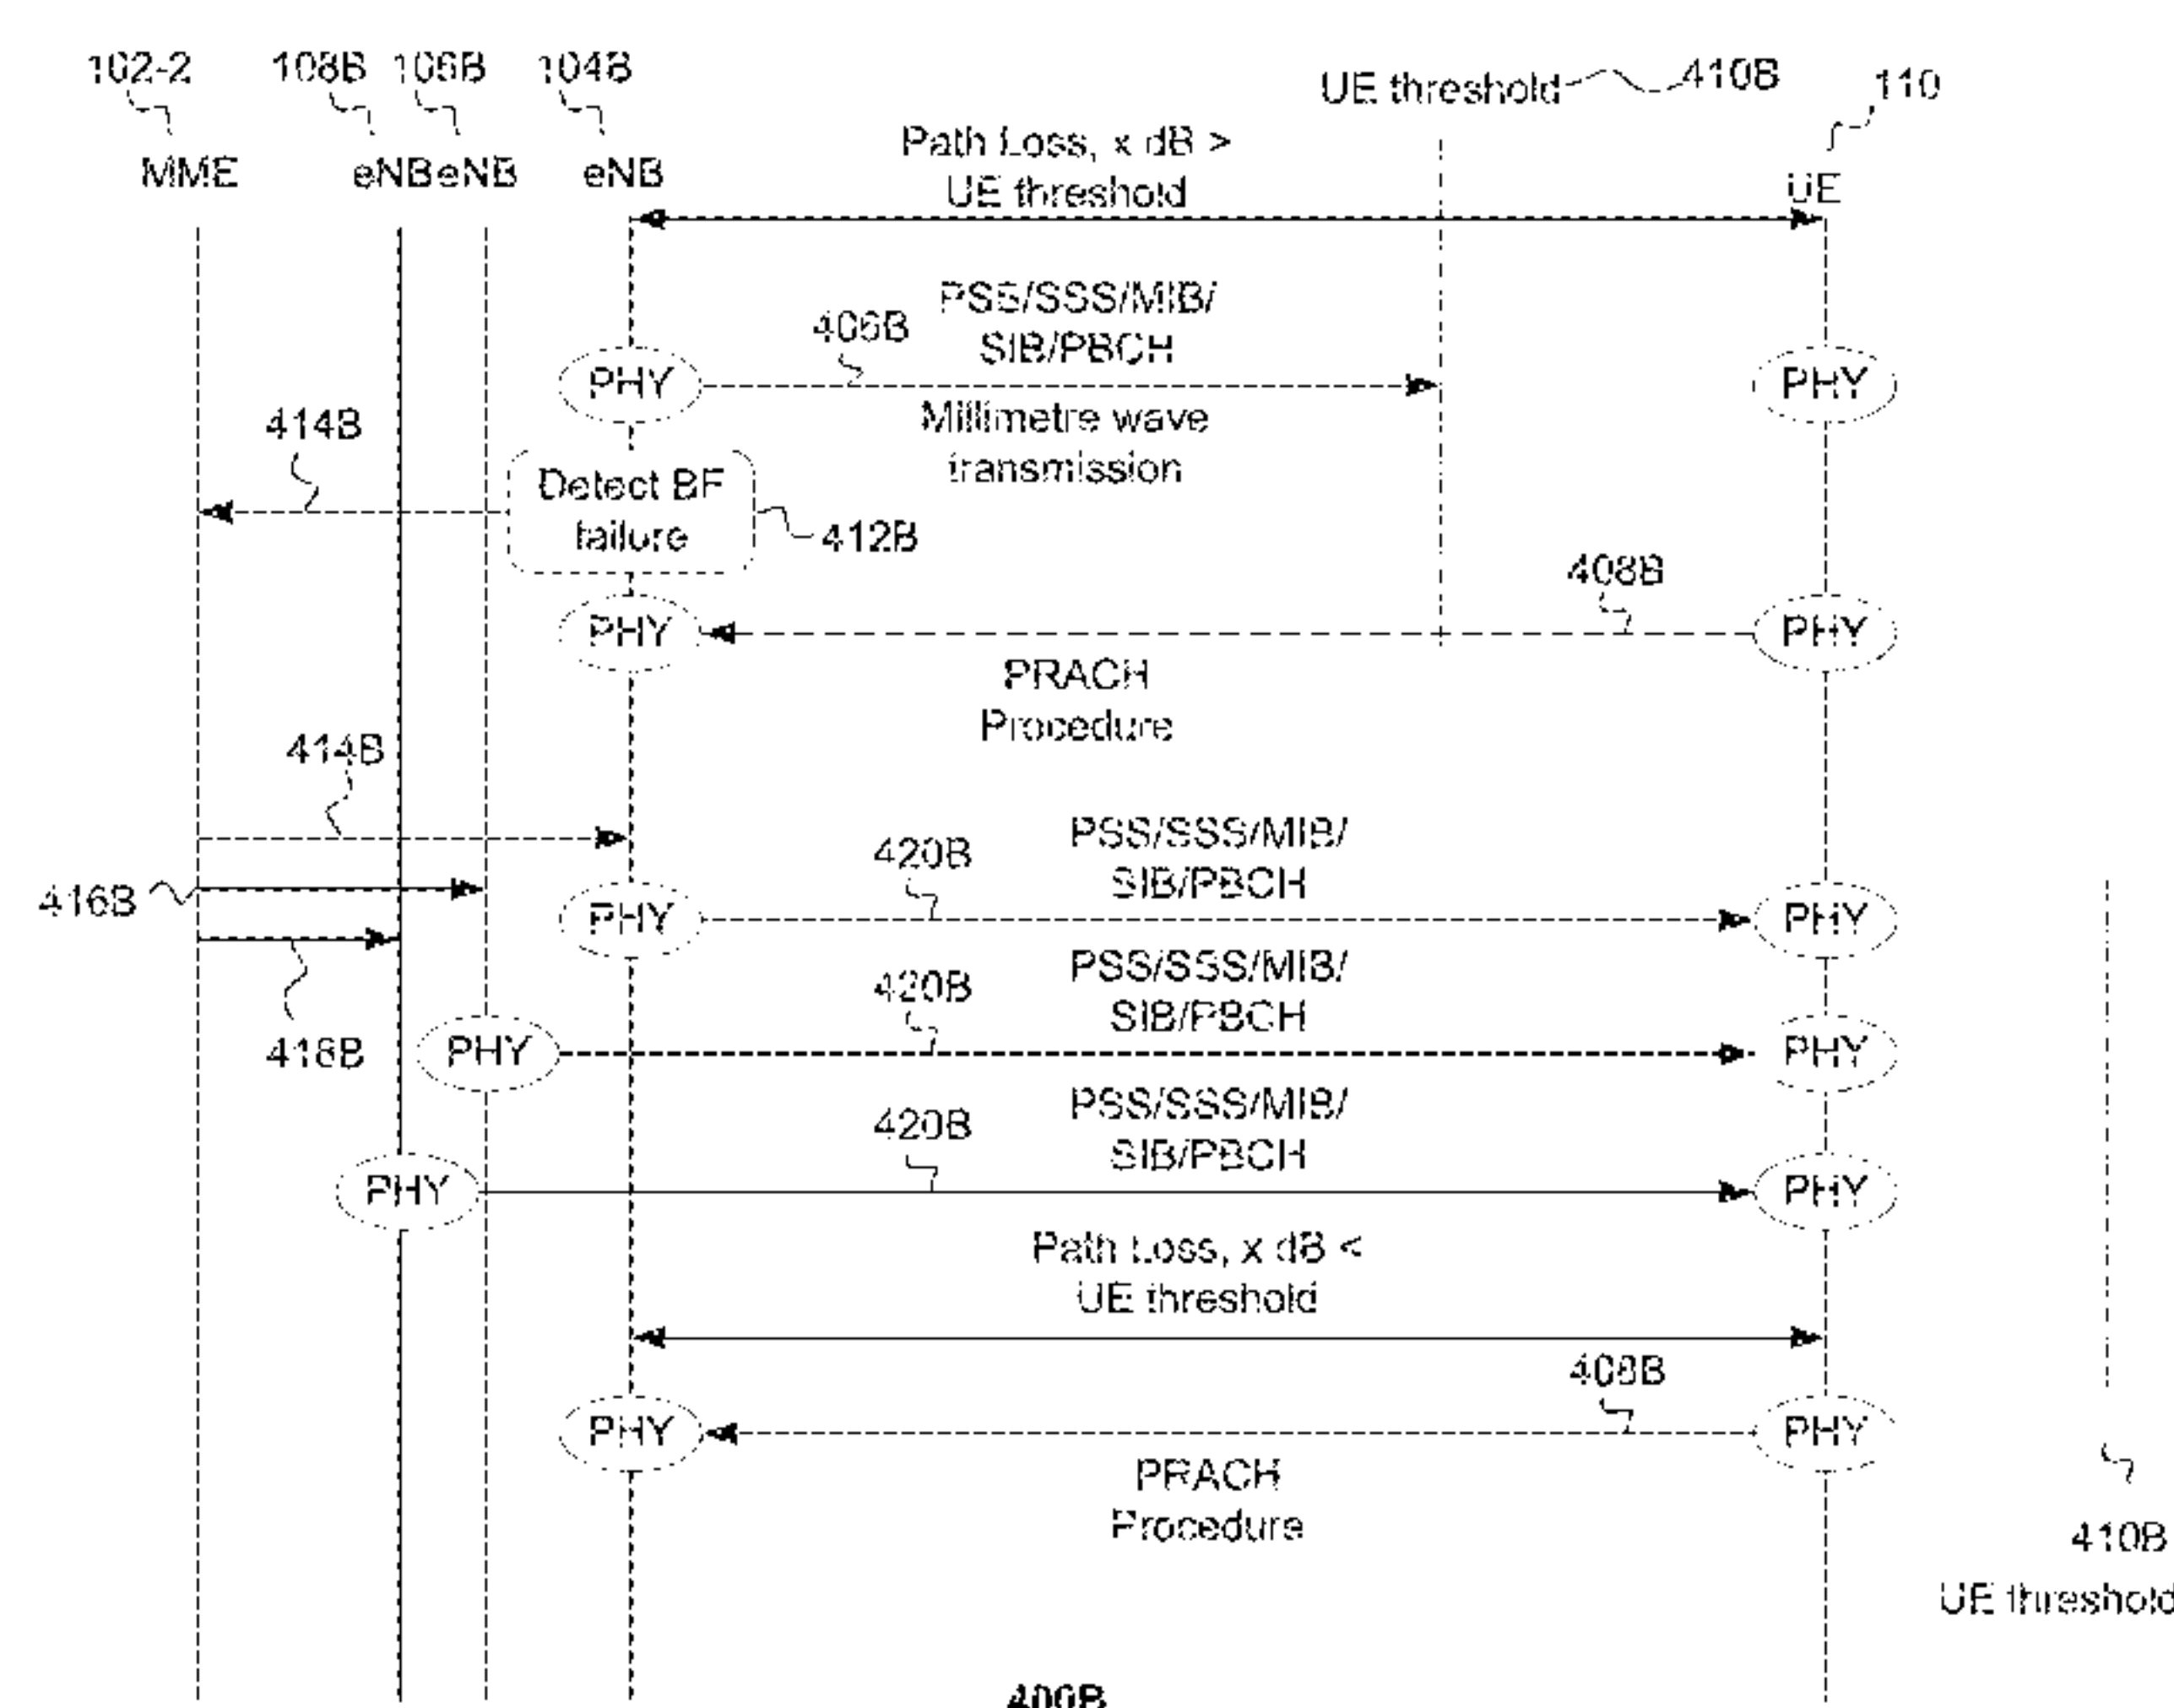 102-2 108B 106B 104B UE threshold 410B 110
Path Loss, x dB >
UE threshold
MME eNB eNB eNB UE
PSS/SSS/MIB/
SIB/PBCH
406B
PHY PHY
Millimetre wave
transmission
414B
Detect BF
failure
412B
408B
PHY PHY
PRACH
Procedure
414B
PSS/SSS/MIB/
SIB/PBCH
420B
416B
PHY PHY
PSS/SSS/MIB/
SIB/PBCH
420B
418B
PHY PHY
PSS/SSS/MIB/
SIB/PBCH
420B
PHY PHY
Path Loss, x dB <
UE threshold
408B
PHY PHY
PRACH
Procedure
410B
UE threshold
400B